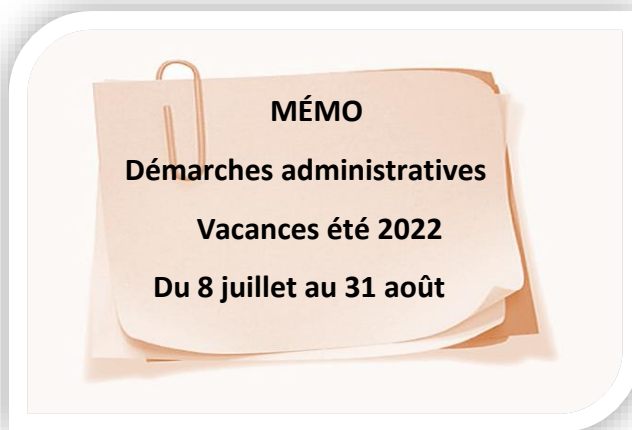 MÉMO
Démarches administratives
Vacances été 2022
Du 8 juillet au 31 août